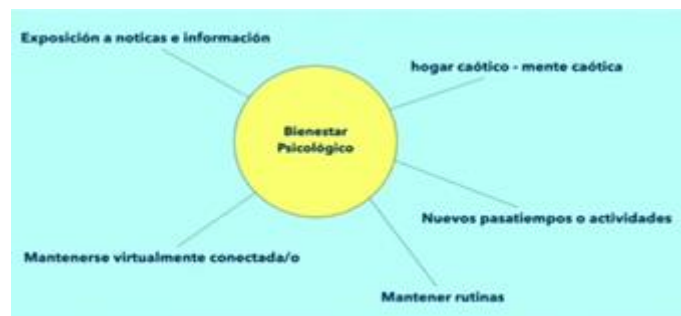 Exposición a noticas e información
hogar caótico - mente caótica
Bienestar
Psicológico
Nuevos pasatiempos o actividades
Mantenerse virtualmente conectada/o
Mantener rutinas